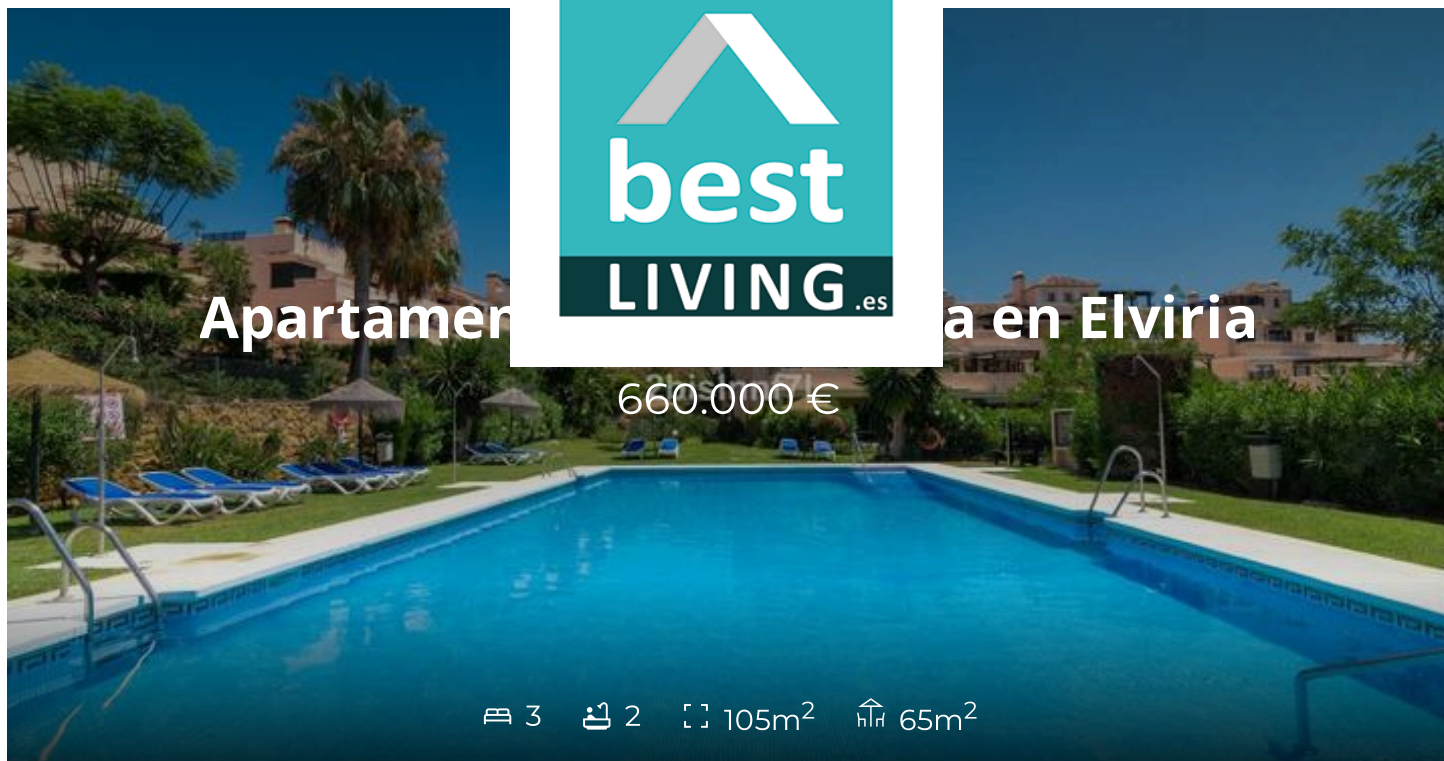 best
LIVING.es
Apartamen a en Elviria
660.000 €
3 2 105m² 65m²